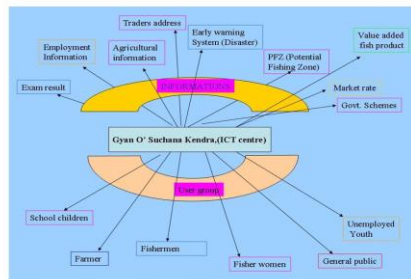 Traders address
Early warning
System (Disaster)
Value added
fish product
Employment
Information
Agricultural
information
PFZ (Potential
Fishing Zone)
Exam result
INFORMATIONS
Market rate
Govt. Schemes
Gyan O' Suchana Kendra,(ICT centre)
User group
School children
Unemployed
Youth
Farmer
Fishermen
Fisher women
General public